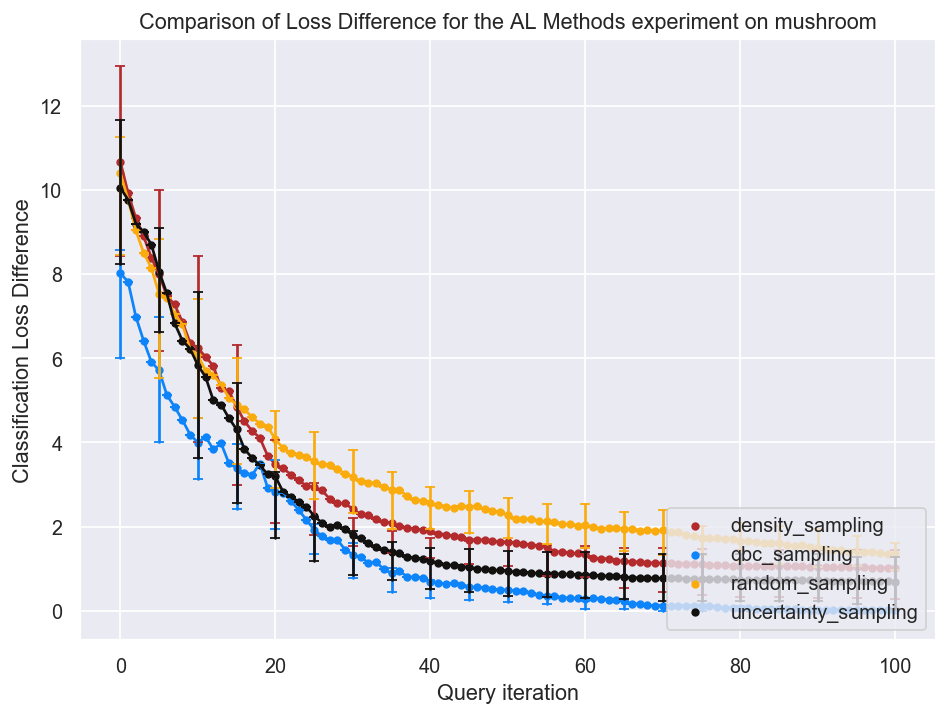 Comparison of Loss Difference for the AL Methods experiment on mushroom
Classification Loss Difference
12
10
8
6
4
2
0
density_sampling
qbc_sampling
random_sampling
uncertainty_sampling
0 20 40 60 80 100
Query iteration